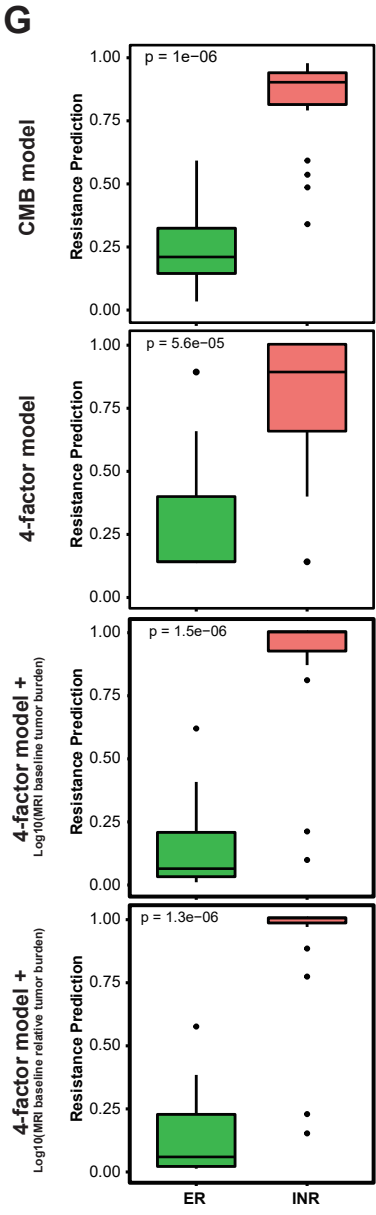 G
CMB model
Resistance Prediction
p = 1e−06
1.00
0.75
0.50
0.25
0.00
4-factor model
Resistance Prediction
p = 5.6e−05
1.00
0.75
0.50
0.25
0.00
4-factor model +
Log10(MRI baseline tumor burden)
Resistance Prediction
p = 1.5e−06
1.00
0.75
0.50
0.25
0.00
4-factor model +
Log10(MRI baseline relative tumor burden)
Resistance Prediction
p = 1.3e−06
1.00
0.75
0.50
0.25
0.00
ER INR